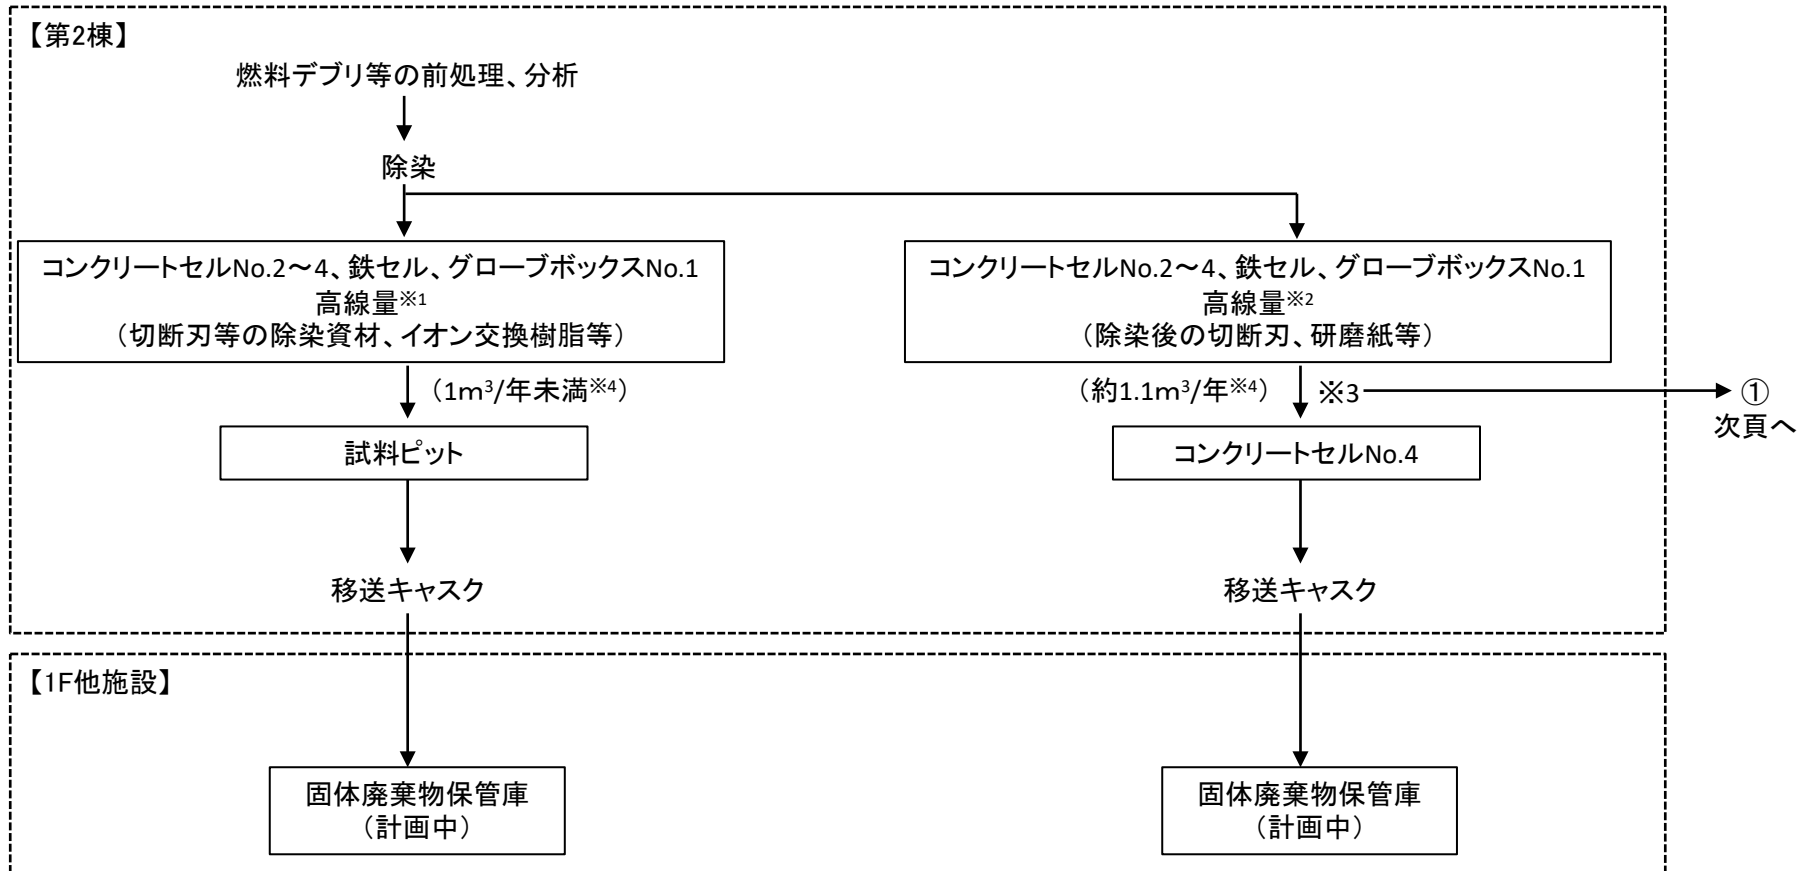 【第2棟】
燃料デブリ等の前処理、分析
除染
コンクリートセルNo.2～4、鉄セル、グローブボックスNo.1
高線量※1
（切断刃等の除染資材、イオン交換樹脂等）
コンクリートセルNo.2～4、鉄セル、グローブボックスNo.1
高線量※2
（除染後の切断刃、研磨紙等）
（1ｍ3/年未満※4）
（約1.1ｍ3/年※4）
※3
①
次頁へ
試料ピット
コンクリートセルNo.4
移送キャスク
移送キャスク
【1F他施設】
固体廃棄物保管庫
（計画中）
固体廃棄物保管庫
（計画中）